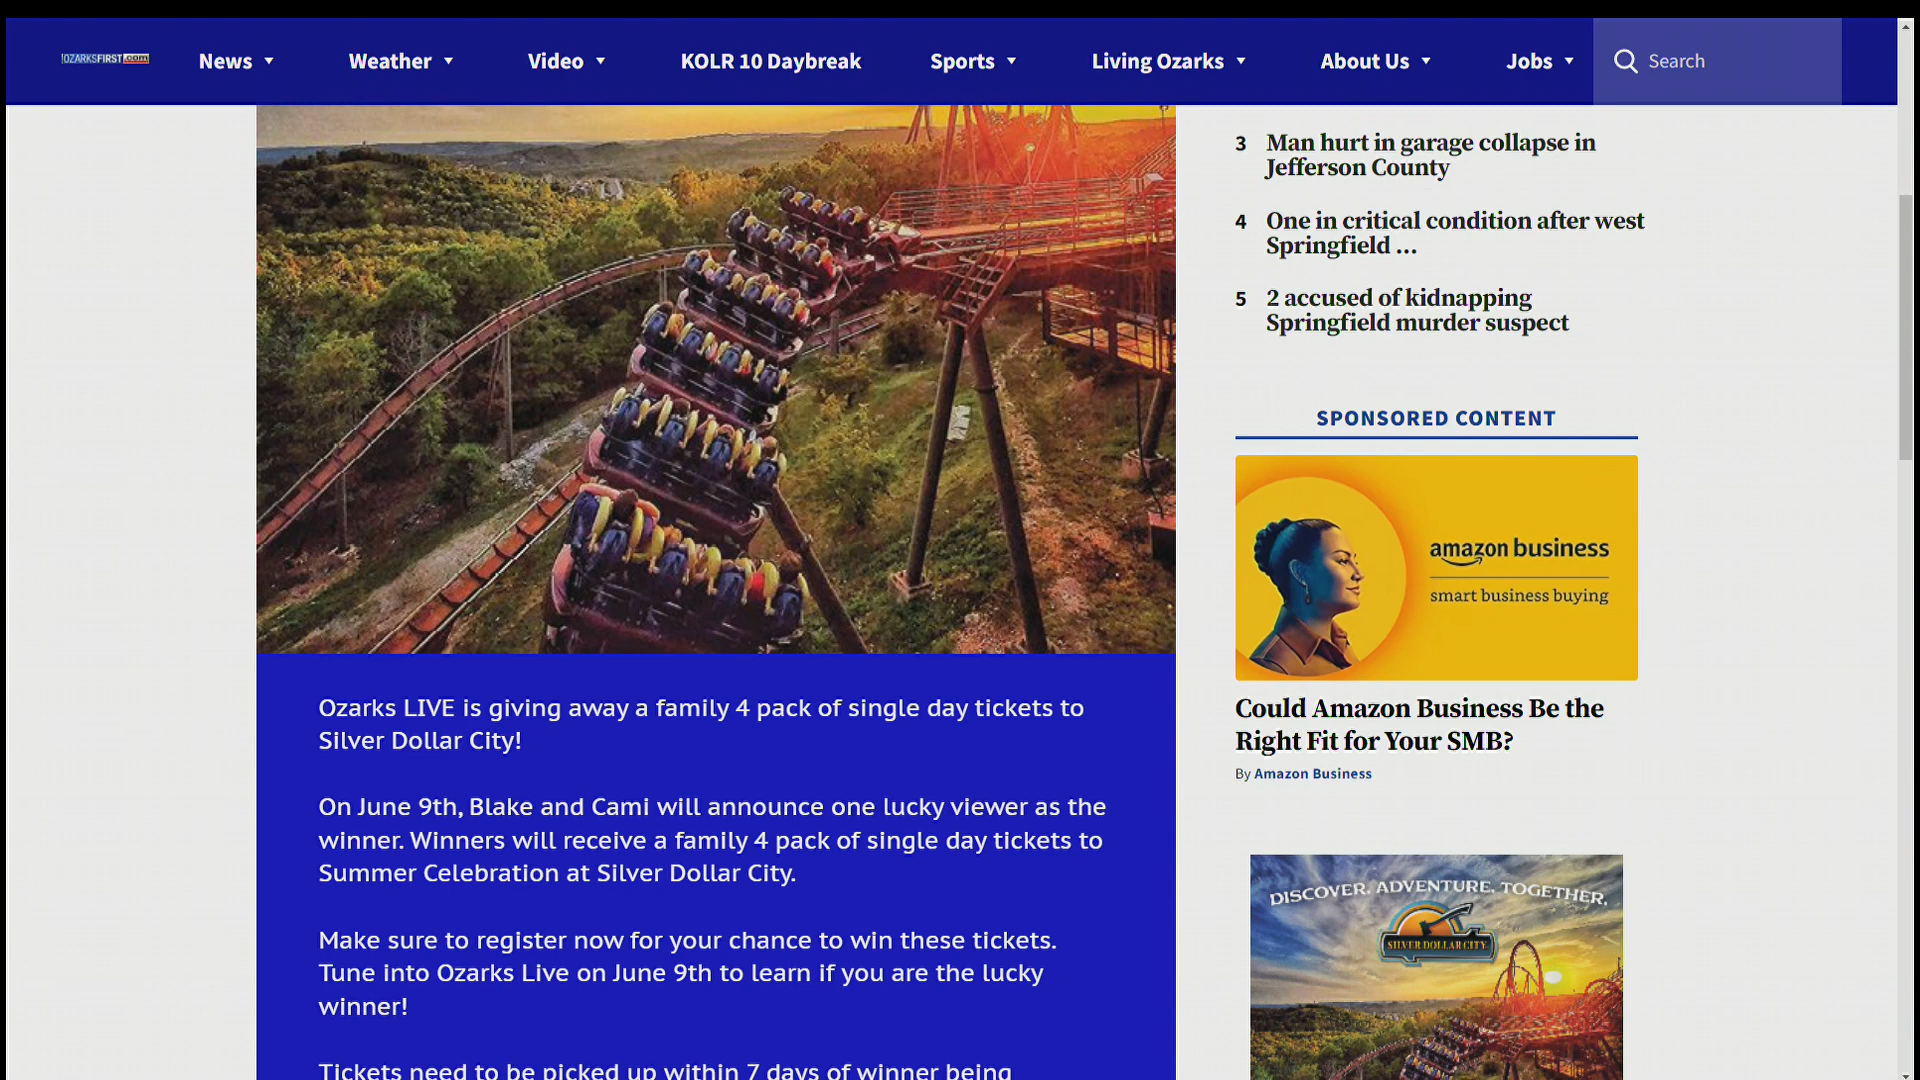 OZARKSFIRST.com
News
Weather
Video
KOLR 10 Daybreak
Sports
Living Ozarks
About Us
Jobs
Search
3 Man hurt in garage collapse in
Jefferson County
4 One in critical condition after west
Springfield ...
5 2 accused of kidnapping
Springfield murder suspect
SPONSORED CONTENT
amazon business
smart business buying
Could Amazon Business Be the
Right Fit for Your SMB?
By Amazon Business
DISCOVER. ADVENTURE. TOGETHER.
SILVER DOLLAR CITY
Ozarks LIVE is giving away a family 4 pack of single day tickets to
Silver Dollar City!
On June 9th, Blake and Cami will announce one lucky viewer as the
winner. Winners will receive a family 4 pack of single day tickets to
Summer Celebration at Silver Dollar City.
Make sure to register now for your chance to win these tickets.
Tune into Ozarks Live on June 9th to learn if you are the lucky
winner!
Tickets need to be picked up within 7 days of winner being